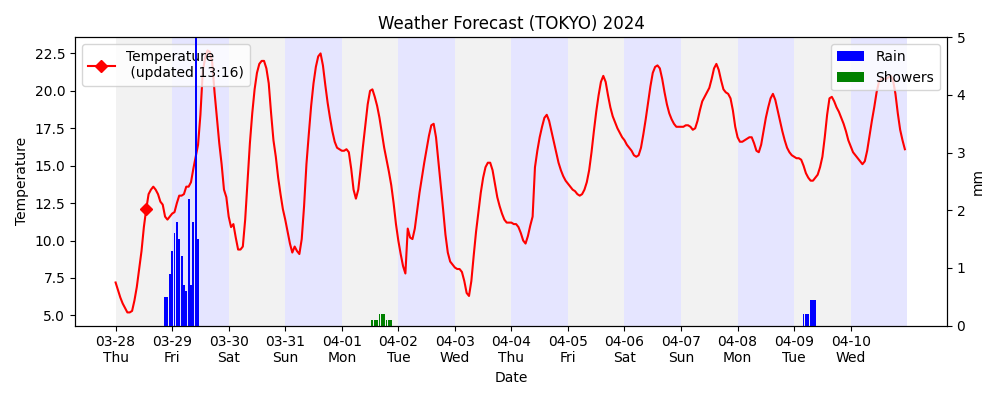 Weather Forecast (TOKYO) 2024
Temperature
(updated 13:16)
Rain
Showers
22.5
20.0
17.5
15.0
12.5
10.0
7.5
5.0
Temperature
5
4
3
2
1
0
mm
03-28 03-29 03-30 03-31 04-01 04-02 04-03 04-04 04-05 04-06 04-07 04-08 04-09 04-10
Thu Fri Sat Sun Mon Tue Wed Thu Fri Sat Sun Mon Tue Wed
Date